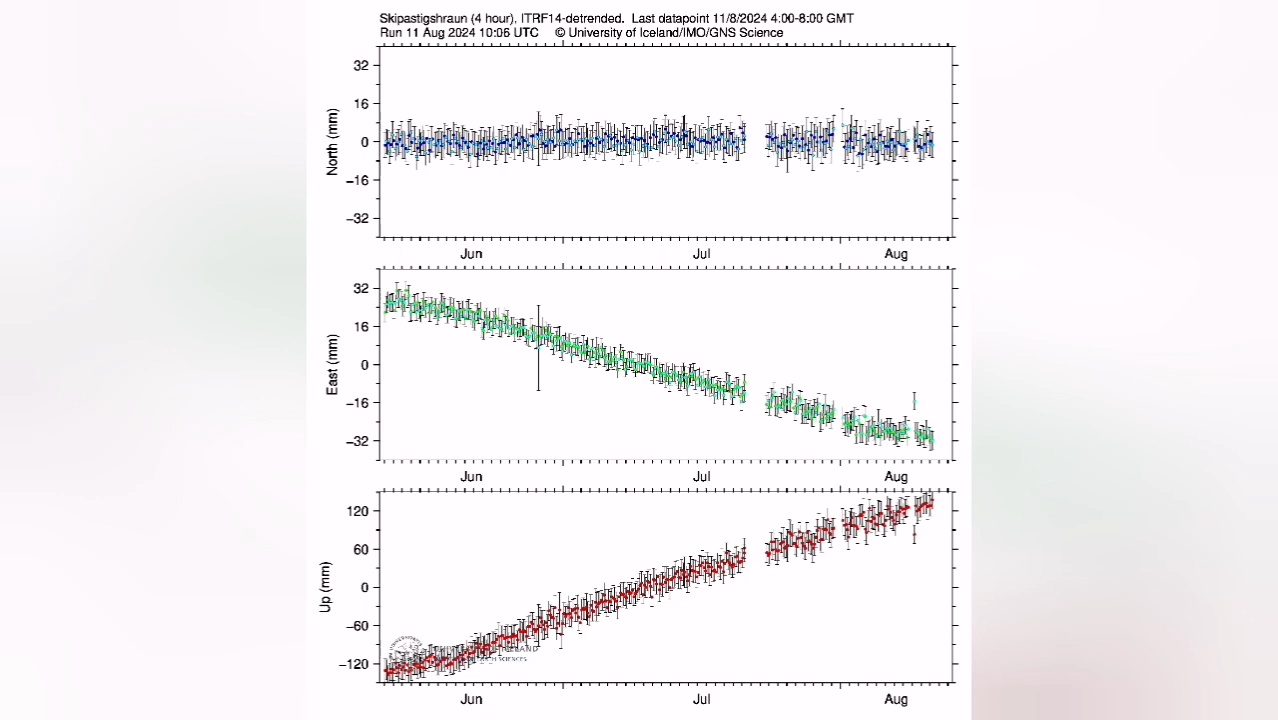 Skipastigshraun (4 hour), ITRF14-detrended. Last datapoint 11/8/2024 4:00-8:00 GMT
Run 11 Aug 2024 10:06 UTC © University of Iceland/IMO/GNS Science
32
16
0
−16
−32
North (mm)
Jun Jul Aug
32
16
0
−16
−32
East (mm)
Jun Jul Aug
120
60
0
−60
−120
Up (mm)
Jun Jul Aug